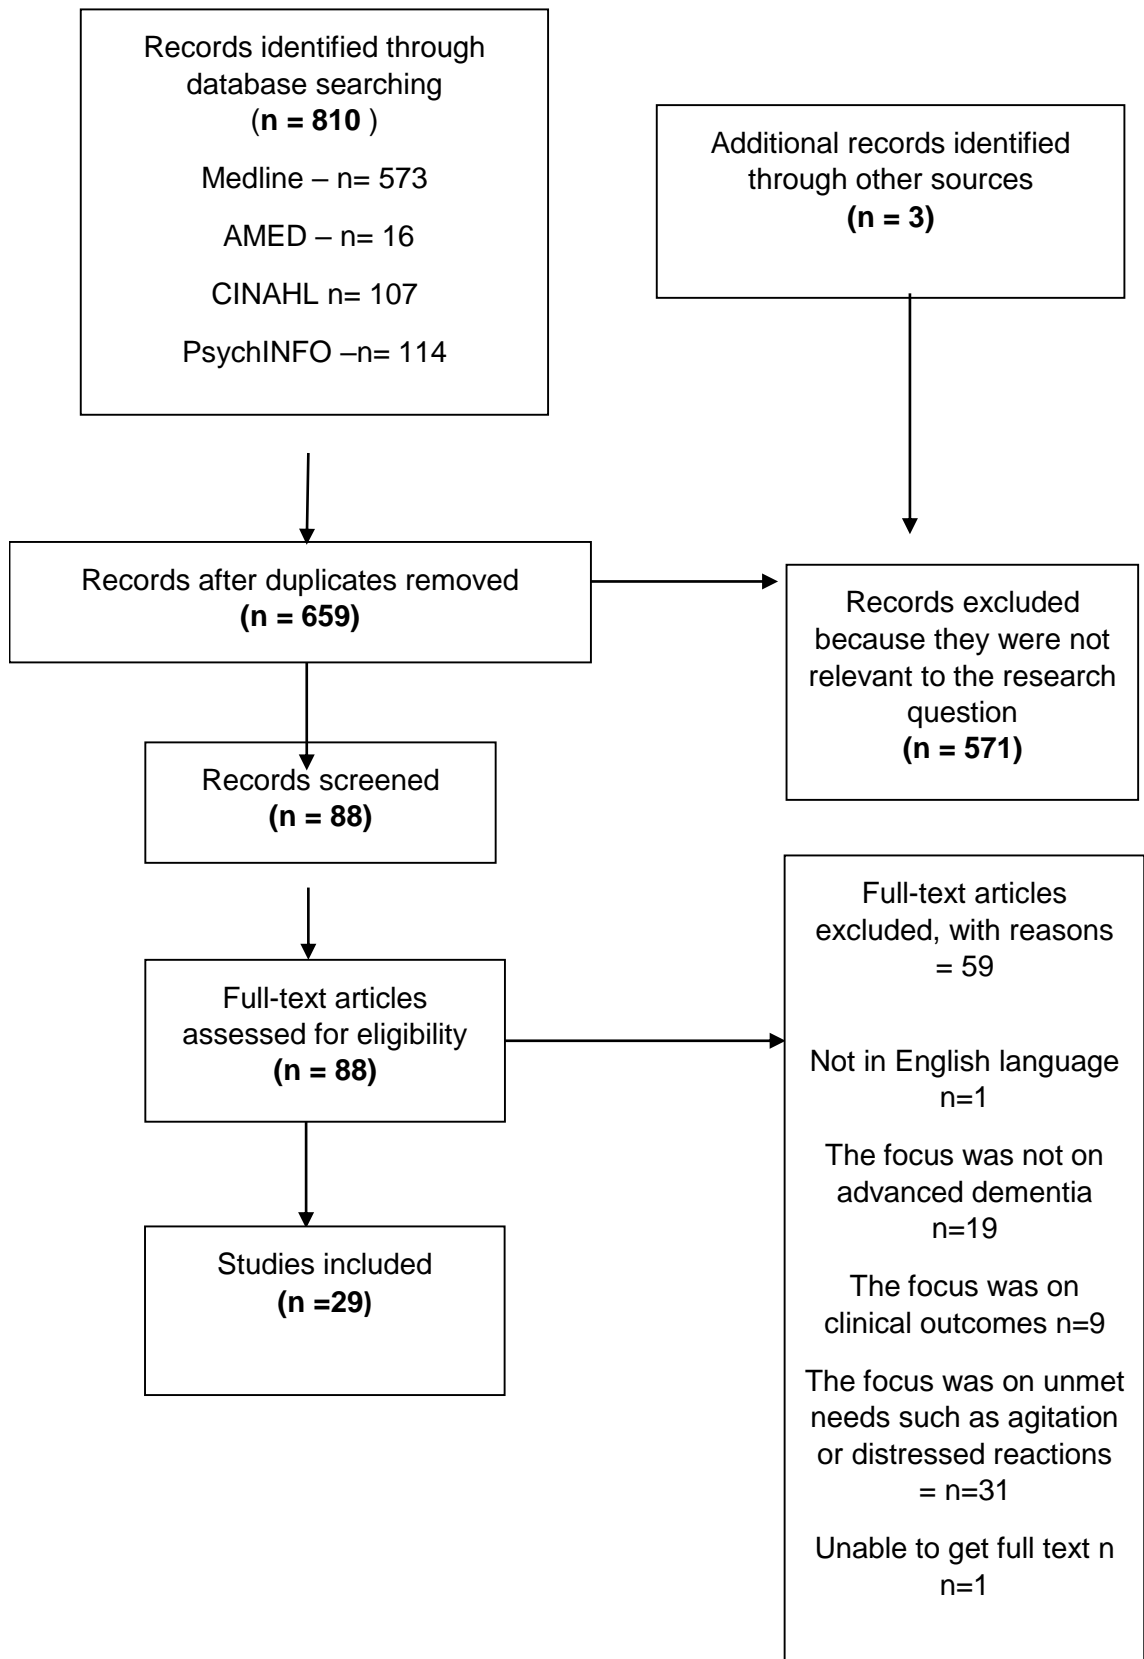 Records identified through
database searching
(n = 810 )
Medline – n= 573
AMED – n= 16
CINAHL n= 107
PsychINFO –n= 114
Additional records identified
through other sources
(n = 3)
Records after duplicates removed
(n = 659)
Records excluded
because they were not
relevant to the research
question
(n = 571)
Records screened
(n = 88)
Full-text articles
assessed for eligibility
(n = 88)
Full-text articles
excluded, with reasons
= 59
Not in English language
n=1
The focus was not on
advanced dementia
n=19
The focus was on
clinical outcomes n=9
The focus was on unmet
needs such as agitation
or distressed reactions
= n=31
Unable to get full text n
n=1
Studies included
(n =29)